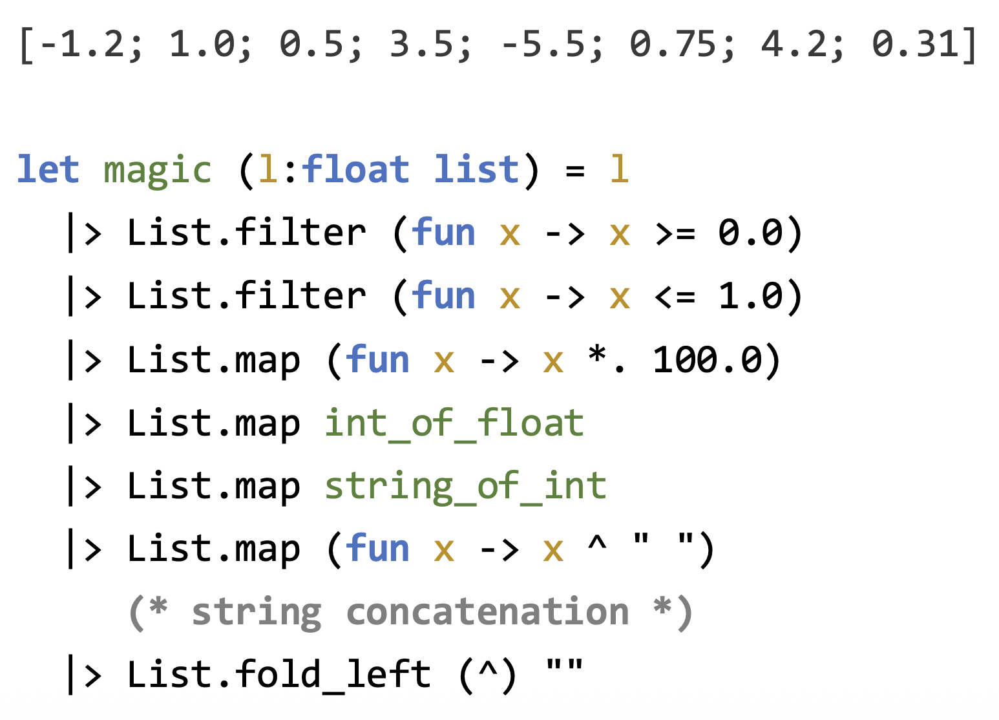 [-1.2; 1.0; 0.5; 3.5; -5.5; 0.75; 4.2; 0.31]
let magic (l:float list) = l
  |> List.filter (fun x -> x >= 0.0)
  |> List.filter (fun x -> x <= 1.0)
  |> List.map (fun x -> x *. 100.0)
  |> List.map int_of_float
  |> List.map string_of_int
  |> List.map (fun x -> x ^ " ")
     (* string concatenation *)
  |> List.fold_left (^) ""